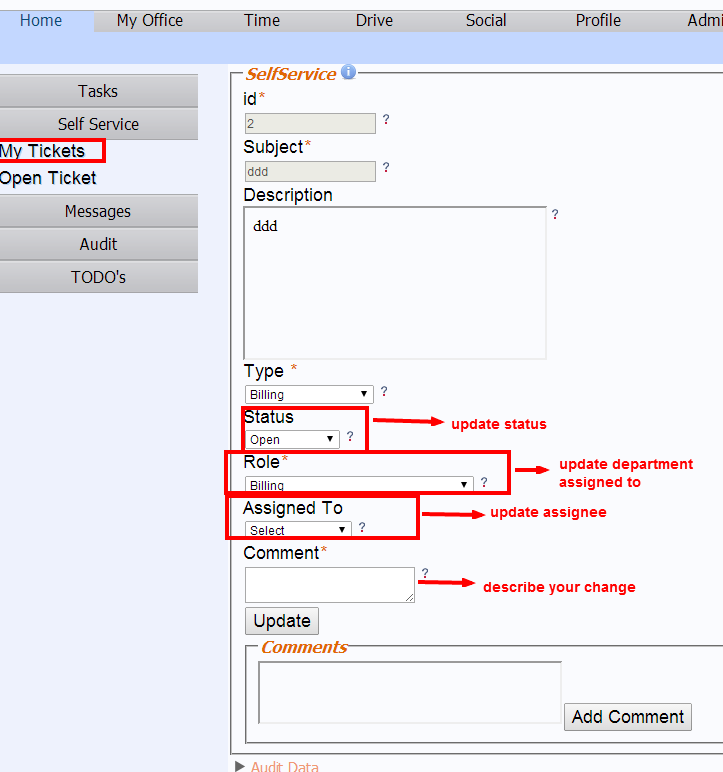 Home My Office Time Drive Social Profile
Tasks
Self Service
My Tickets
Open Ticket
Messages
Audit
TODO's
SelfService i
id*
2 ?
Subject*
ddd ?
Description
ddd ?
Type *
Billing ?
Status
Open ?
update status
Role*
Billing ?
update department
assigned to
Assigned To
Select ?
update assignee
Comment*
?
describe your change
Update
Comments
Add Comment
Audit Data